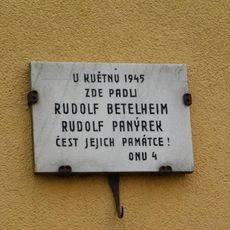 U KVĚTNU 1945
ZDE PADLI
RUDOLF BETELHEIM
RUDOLF PANÝREK
ČEST JEJICH PAMÁTCE!
ONV 4